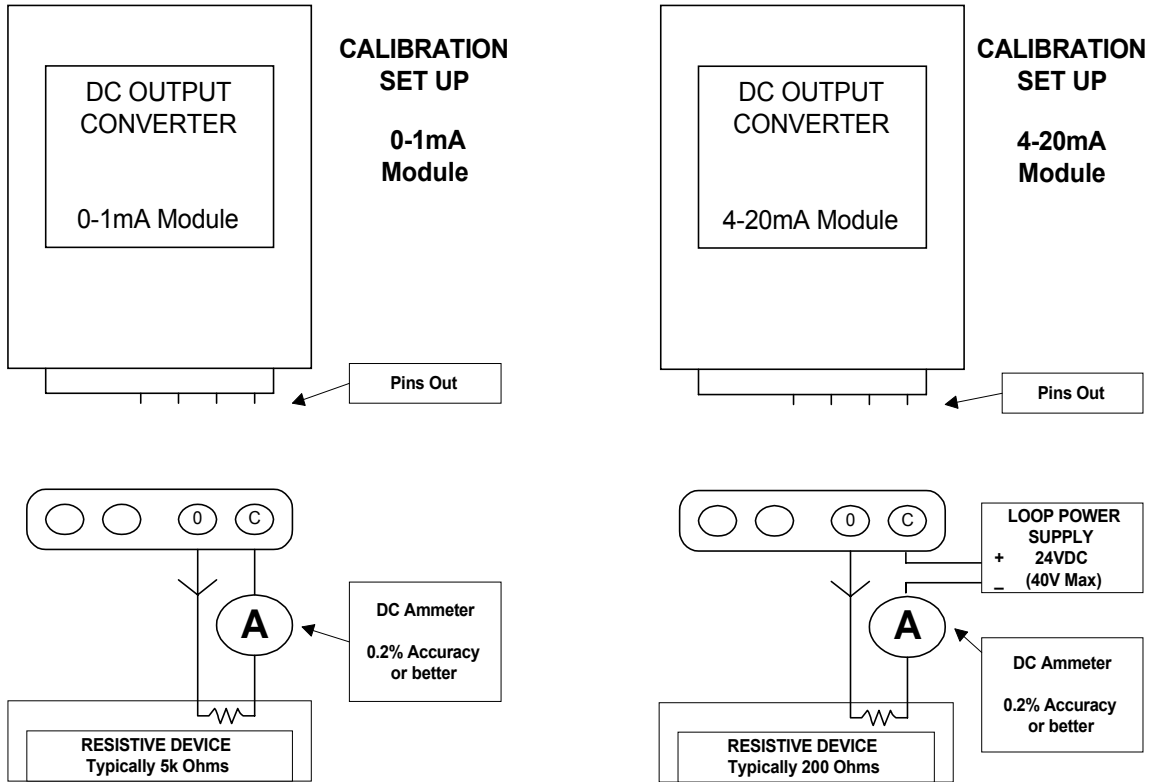 DC OUTPUT
CONVERTER
0-1mA Module
CALIBRATION
SET UP
0-1mA
Module
Pins Out
0
C
A
DC Ammeter
0.2% Accuracy
or better
RESISTIVE DEVICE
Typically 5k Ohms
DC OUTPUT
CONVERTER
4-20mA Module
CALIBRATION
SET UP
4-20mA
Module
Pins Out
0
C
LOOP POWER
SUPPLY
+ 24VDC
_ (40V Max)
A
DC Ammeter
0.2% Accuracy
or better
RESISTIVE DEVICE
Typically 200 Ohms